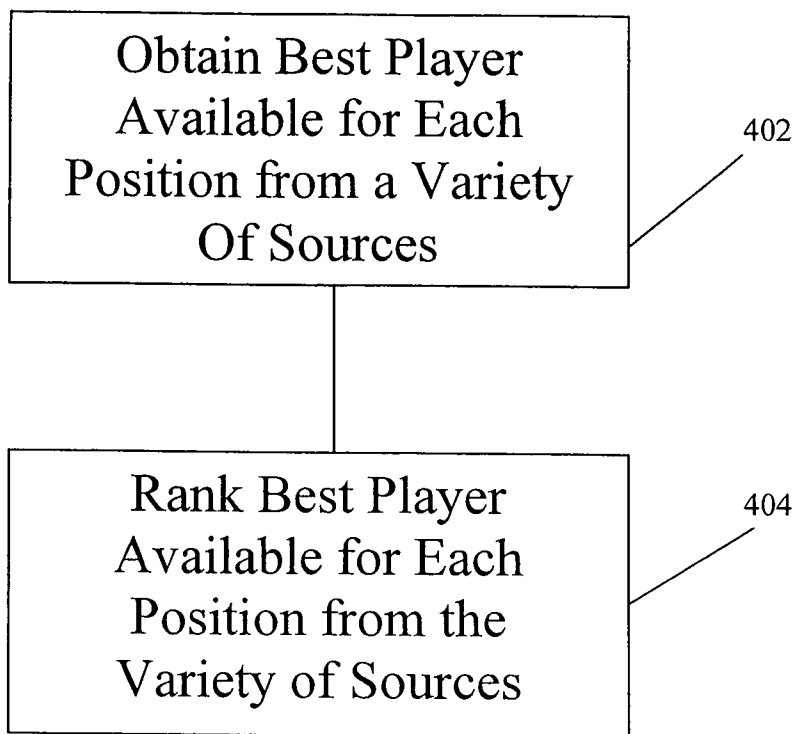 Obtain Best Player
Available for Each
Position from a Variety
Of Sources
402
Rank Best Player
Available for Each
Position from the
Variety of Sources
404